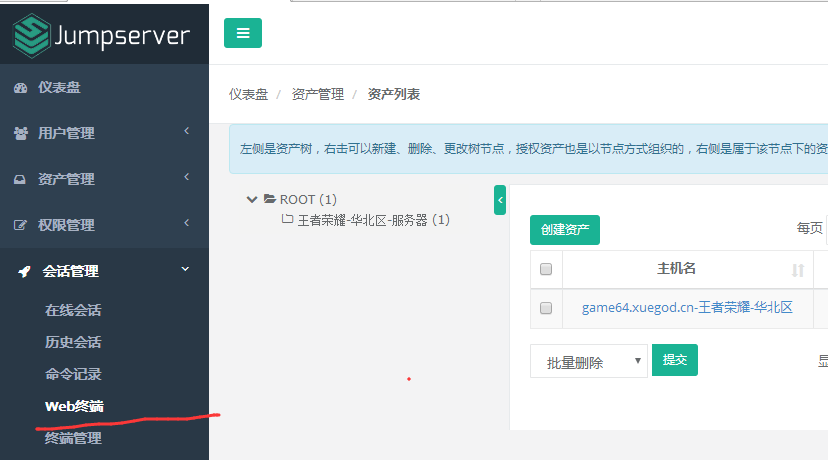 Jumpserver
仪表盘
用户管理
资产管理
权限管理
会话管理
在线会话
历史会话
命令记录
Web终端
终端管理
仪表盘 / 资产管理 / 资产列表
左侧是资产树，右击可以新建、删除、更改树节点，授权资产也是以节点方式组织的，右侧是属于该节点下的资
ROOT (1)
王者荣耀-华北区-服务器 (1)
创建资产 每页
主机名
game64.xuegod.cn-王者荣耀-华北区
批量删除 提交